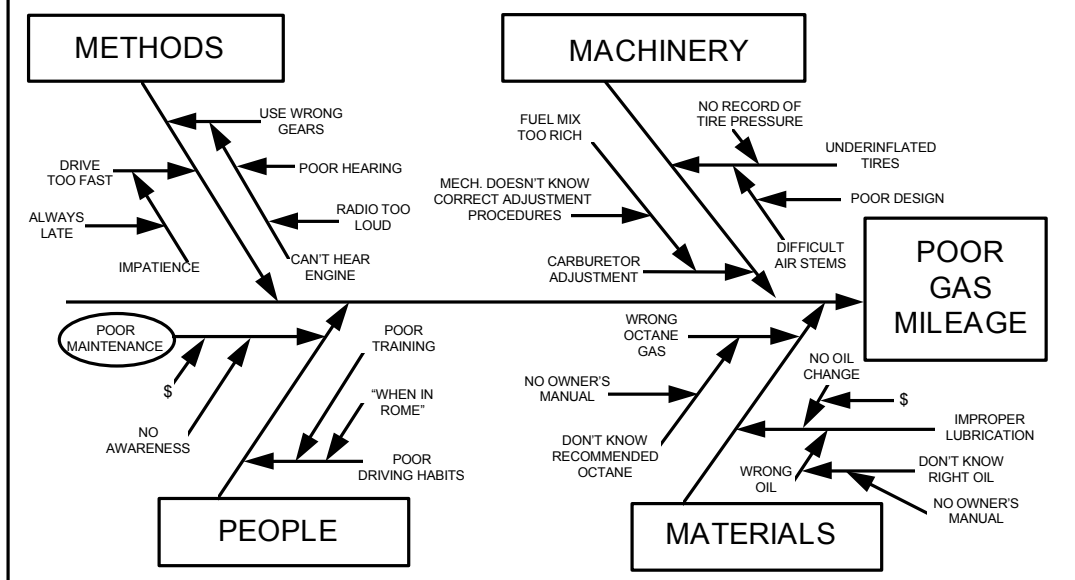 METHODS
MACHINERY
USE WRONG
GEARS
DRIVE
TOO FAST
POOR HEARING
ALWAYS
LATE
RADIO TOO
LOUD
IMPATIENCE
CAN'T HEAR
ENGINE
FUEL MIX
TOO RICH
NO RECORD OF
TIRE PRESSURE
UNDERINFLATED
TIRES
MECH. DOESN'T KNOW
CORRECT ADJUSTMENT
PROCEDURES
POOR DESIGN
CARBURETOR
ADJUSTMENT
DIFFICULT
AIR STEMS
POOR
GAS
MILEAGE
POOR
MAINTENANCE
$
NO
AWARENESS
POOR
TRAINING
“WHEN IN
ROME”
POOR
DRIVING HABITS
PEOPLE
WRONG
OCTANE
GAS
NO OWNER'S
MANUAL
DON'T KNOW
RECOMMENDED
OCTANE
NO OIL
CHANGE
$
IMPROPER
LUBRICATION
WRONG
OIL
DON'T KNOW
RIGHT OIL
NO OWNER'S
MANUAL
MATERIALS